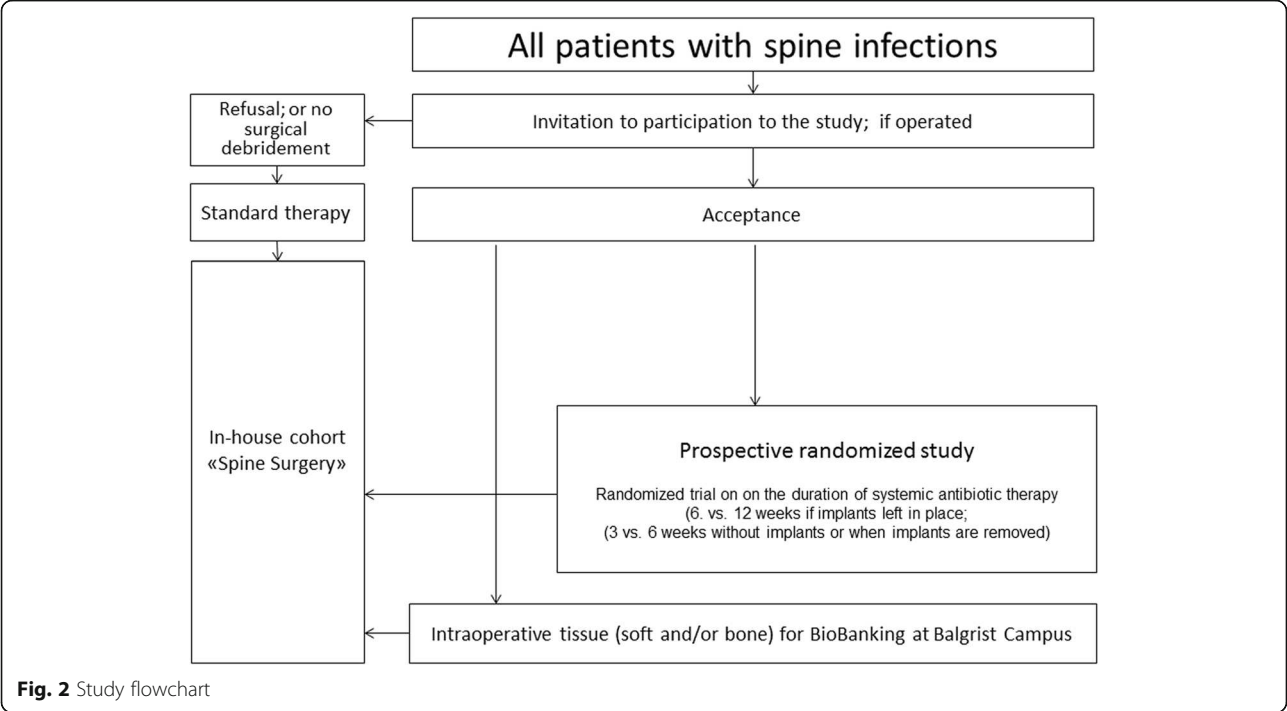 All patients with spine infections
Refusal; or no
surgical
debridement
Invitation to participation to the study; if operated
Standard therapy
Acceptance
In-house cohort
«Spine Surgery»
Prospective randomized study
Randomized trial on on the duration of systemic antibiotic therapy
(6. vs. 12 weeks if implants left in place;
(3 vs. 6 weeks without implants or when implants are removed)
Intraoperative tissue (soft and/or bone) for BioBanking at Balgrist Campus
Fig. 2 Study flowchart